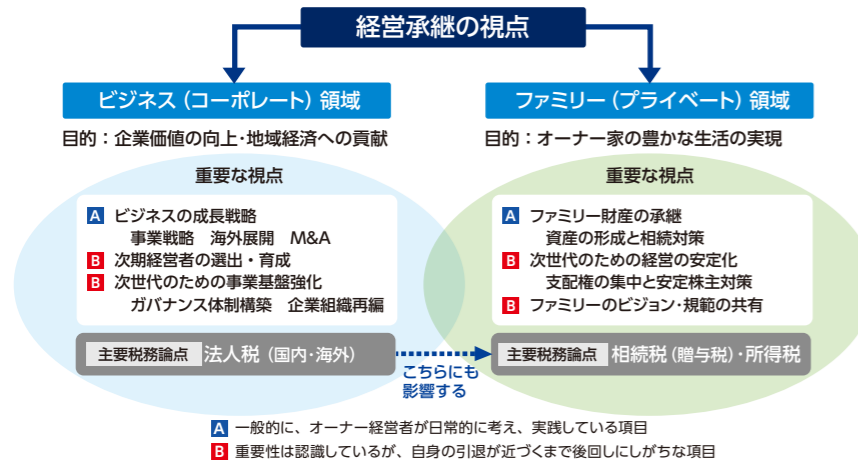 経営承継の視点
ビジネス(コーポレート)領域
目的：企業価値の向上･地域経済への貢献
重要な視点
A ビジネスの成長戦略
事業戦略 海外展開 M&A
B 次期経営者の選出・育成
B 次世代のための事業基盤強化
ガバナンス体制構築 企業組織再編
主要税務論点 法人税(国内･海外)
ファミリー(プライベート)領域
目的：オーナー家の豊かな生活の実現
重要な視点
A ファミリー財産の承継
資産の形成と相続対策
B 次世代のための経営の安定化
支配権の集中と安定株主対策
B ファミリーのビジョン･規範の共有
主要税務論点 相続税(贈与税)･所得税
こちらにも
影響する
A 一般的に、オーナー経営者が日常的に考え、実践している項目
B 重要性は認識しているが、自身の引退が近づくまで後回しにしがちな項目